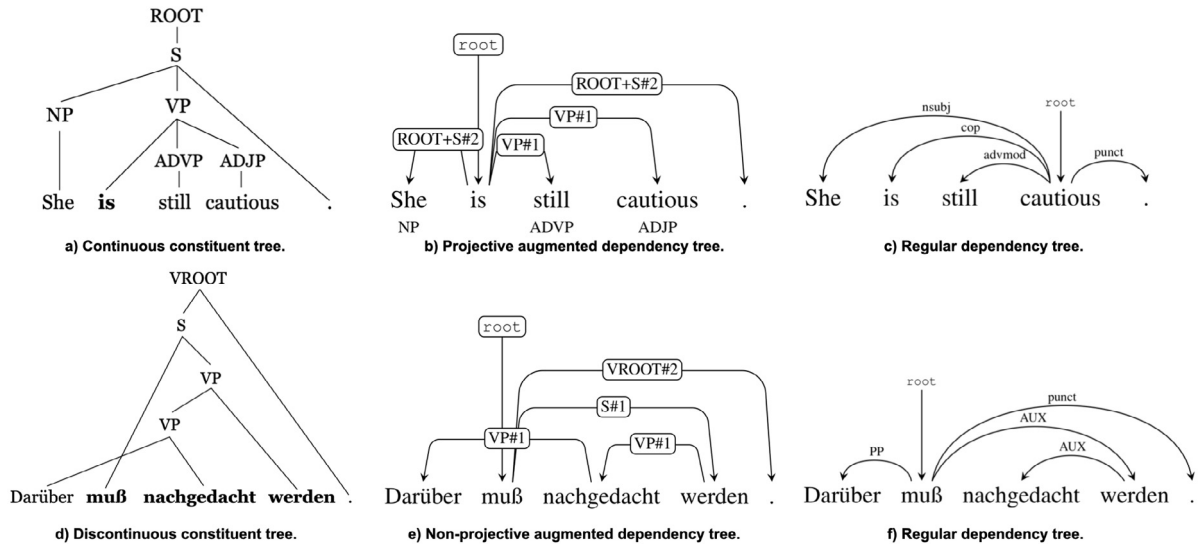 ROOT
S
NP
VP
ADVP ADJP
She is still cautious .
a) Continuous constituent tree.
root
ROOT+S#2
VP#1
ROOT+S#2
VP#1
She is still cautious .
NP ADVP ADJP
b) Projective augmented dependency tree.
nsubj
root
cop
advmod
punct
She is still cautious .
c) Regular dependency tree.
VROOT
S
VP
VP
Darüber muß nachgedacht werden .
d) Discontinuous constituent tree.
root
VROOT#2
S#1
VP#1 VP#1
Darüber muß nachgedacht werden .
e) Non-projective augmented dependency tree.
root
punct
AUX
PP
AUX
Darüber muß nachgedacht werden .
f) Regular dependency tree.